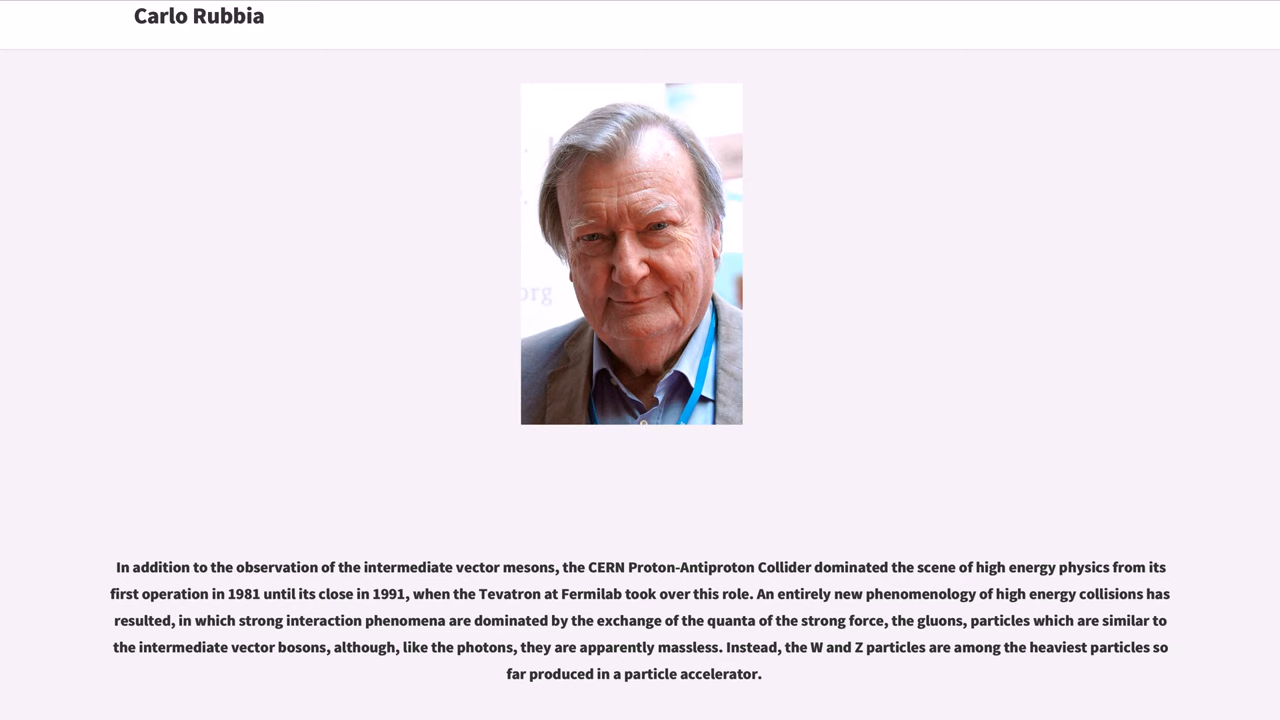 Carlo Rubbia
org
In addition to the observation of the intermediate vector mesons, the CERN Proton-Antiproton Collider dominated the scene of high energy physics from its
first operation in 1981 until its close in 1991, when the Tevatron at Fermilab took over this role. An entirely new phenomenology of high energy collisions has
resulted, in which strong interaction phenomena are dominated by the exchange of the quanta of the strong force, the gluons, particles which are similar to
the intermediate vector bosons, although, like the photons, they are apparently massless. Instead, the W and Z particles are among the heaviest particles so
far produced in a particle accelerator.